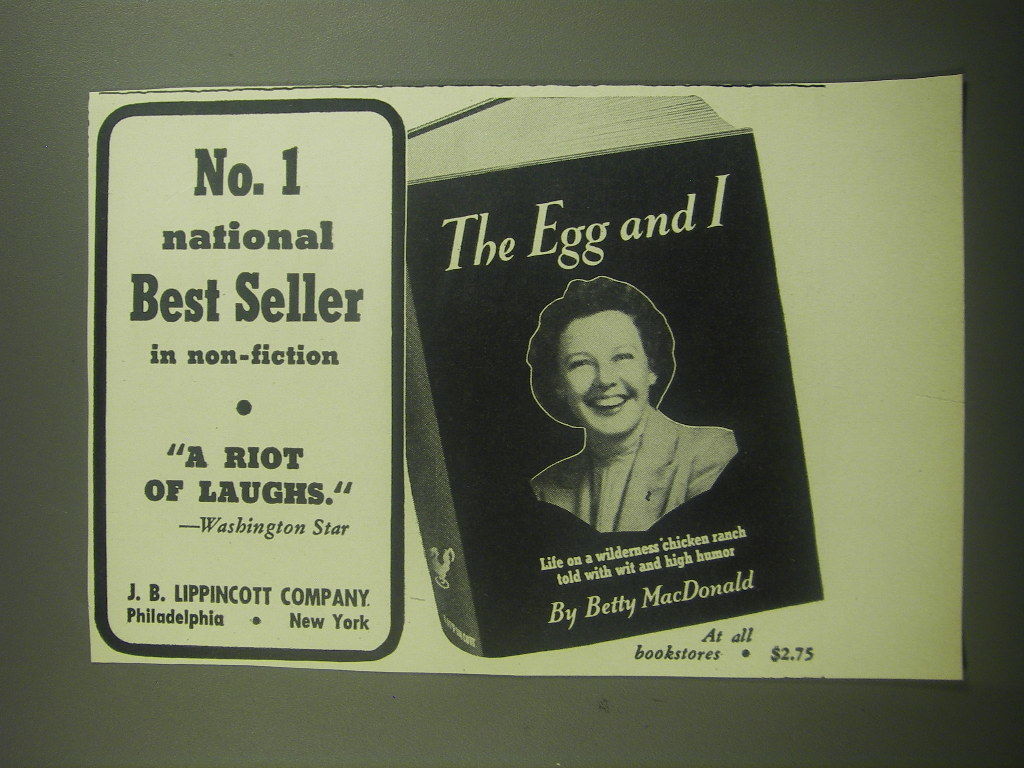 No. 1
national
Best Seller
in non-fiction
•
"A RIOT
OF LAUGHS."
—Washington Star
J. B. LIPPINCOTT COMPANY.
Philadelphia • New York
The Egg and I
Life on a wilderness chicken ranch
told with wit and high humor
By Betty MacDonald
At all
bookstores • $2.75